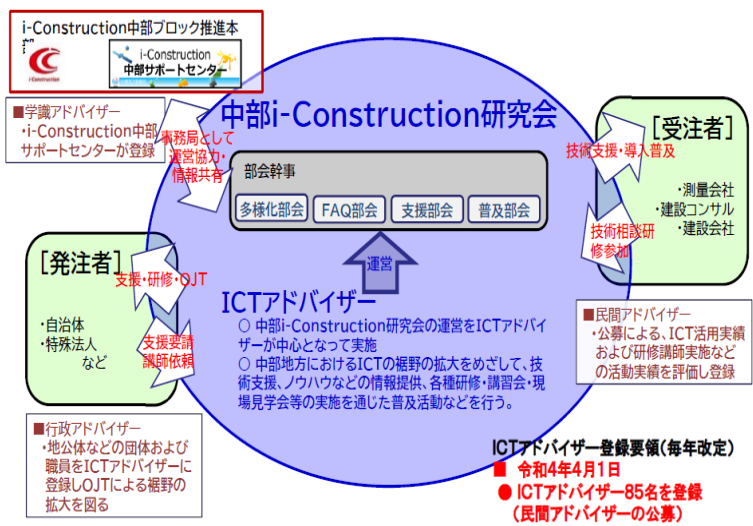 i-Construction中部ブロック推進本
部
i-Construction
i-Construction
中部サポートセンター
■学識アドバイザー
・i-Construction中部
サポートセンターが登録
事務局として
運営協力・
情報共有
中部i-Construction研究会
部会幹事
多様化部会
FAQ部会
支援部会
普及部会
運営
[受注者]
技術支援・導入普及
・測量会社
・建設コンサル
・建設会社
技術相談研
修参加
[発注者]
支援・研修・OJT
・自治体
・特殊法人
など
支援要請
講師依頼
ICTアドバイザー
○ 中部i-Construction研究会の運営をICTアドバイ
ザーが中心となって実施
○ 中部地方におけるICTの裾野の拡大をめざして、技
術支援、ノウハウなどの情報提供、各種研修・講習会・現
場見学会等の実施を通じた普及活動などを行う。
■民間アドバイザー
・公募による、ICT活用実績
および研修講師実施など
の活動実績を評価し登録
■行政アドバイザー
・地公体などの団体および
職員をICTアドバイザーに
登録しOJTによる裾野の
拡大を図る
ICTアドバイザー登録要領（毎年改定）
■ 令和4年4月1日
● ICTアドバイザー85名を登録
（民間アドバイザーの公募）